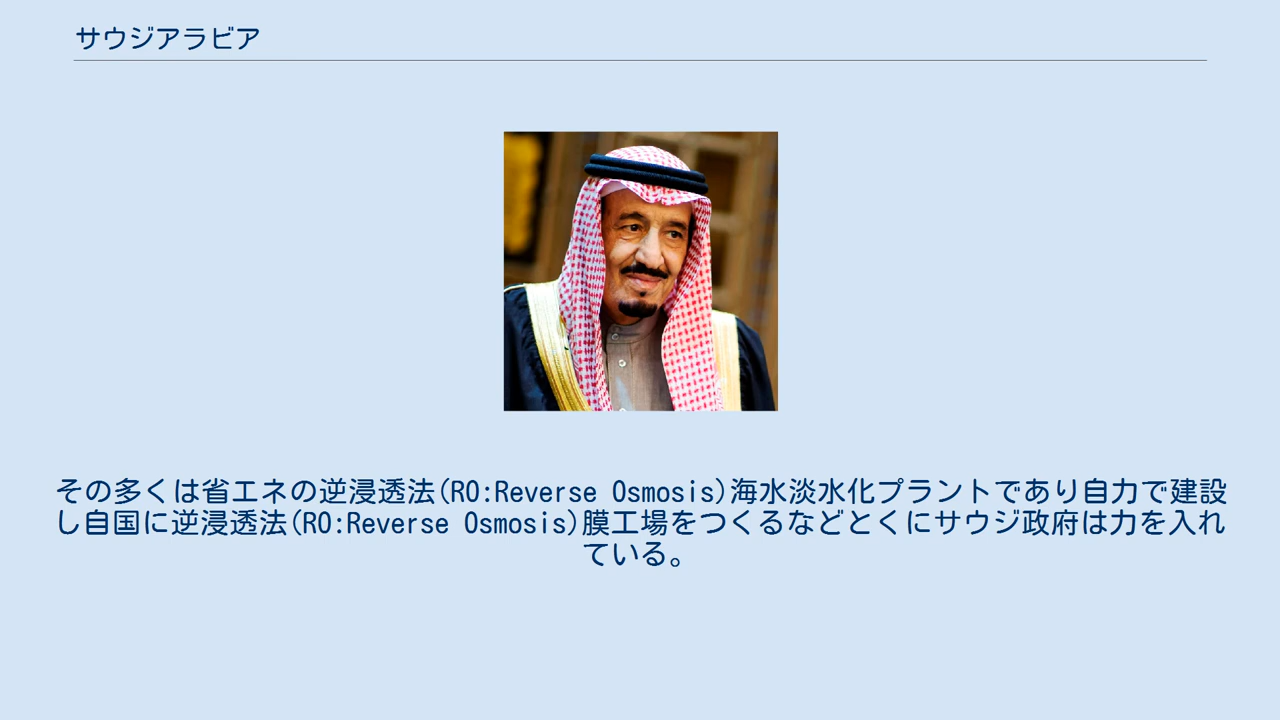 サウジアラビア
その多くは省エネの逆浸透法(RO:Reverse Osmosis)海水淡水化プラントであり自力で建設
し自国に逆浸透法(RO:Reverse Osmosis)膜工場をつくるなどとくにサウジ政府は力を入れ
ている。